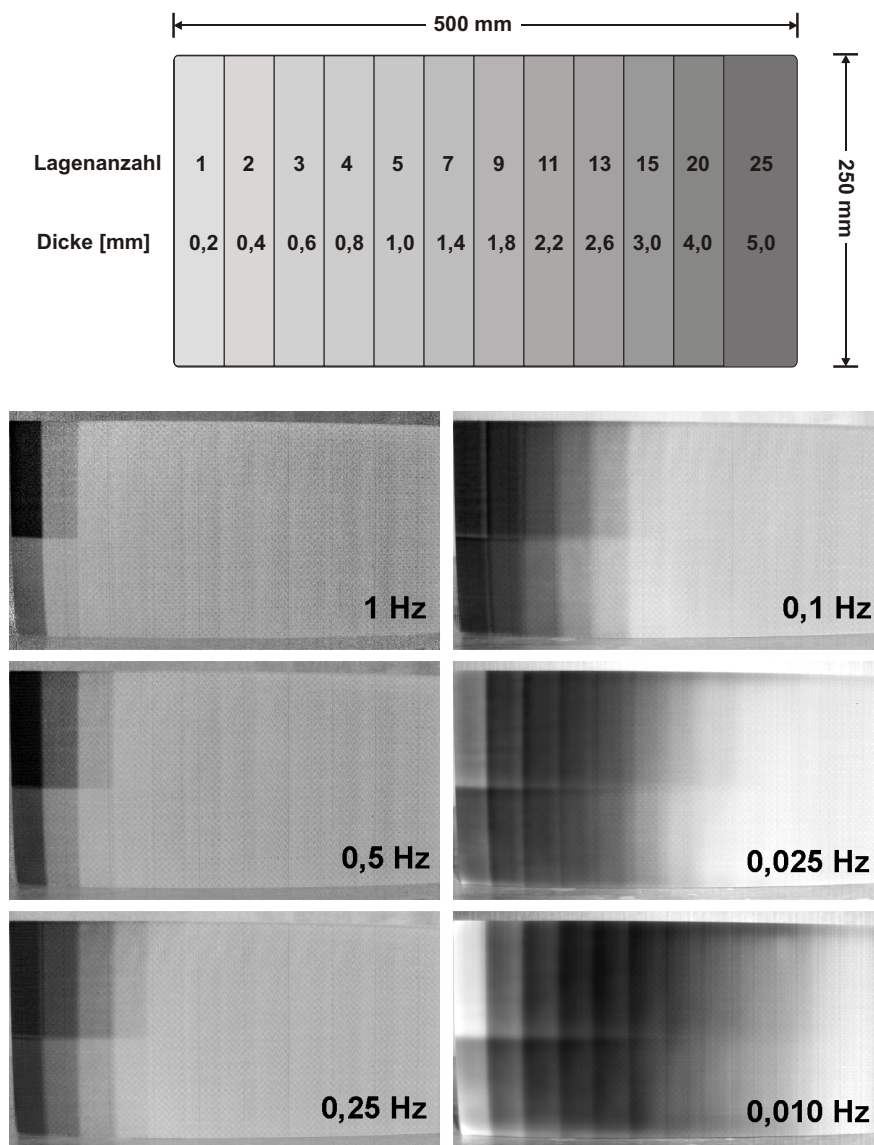 500 mm
Lagenanzahl 1 2 3 4 5 7 9 11 13 15 20 25
250 mm
Dicke [mm] 0,2 0,4 0,6 0,8 1,0 1,4 1,8 2,2 2,6 3,0 4,0 5,0
1 Hz
0,1 Hz
0,5 Hz
0,025 Hz
0,25 Hz
0,010 Hz